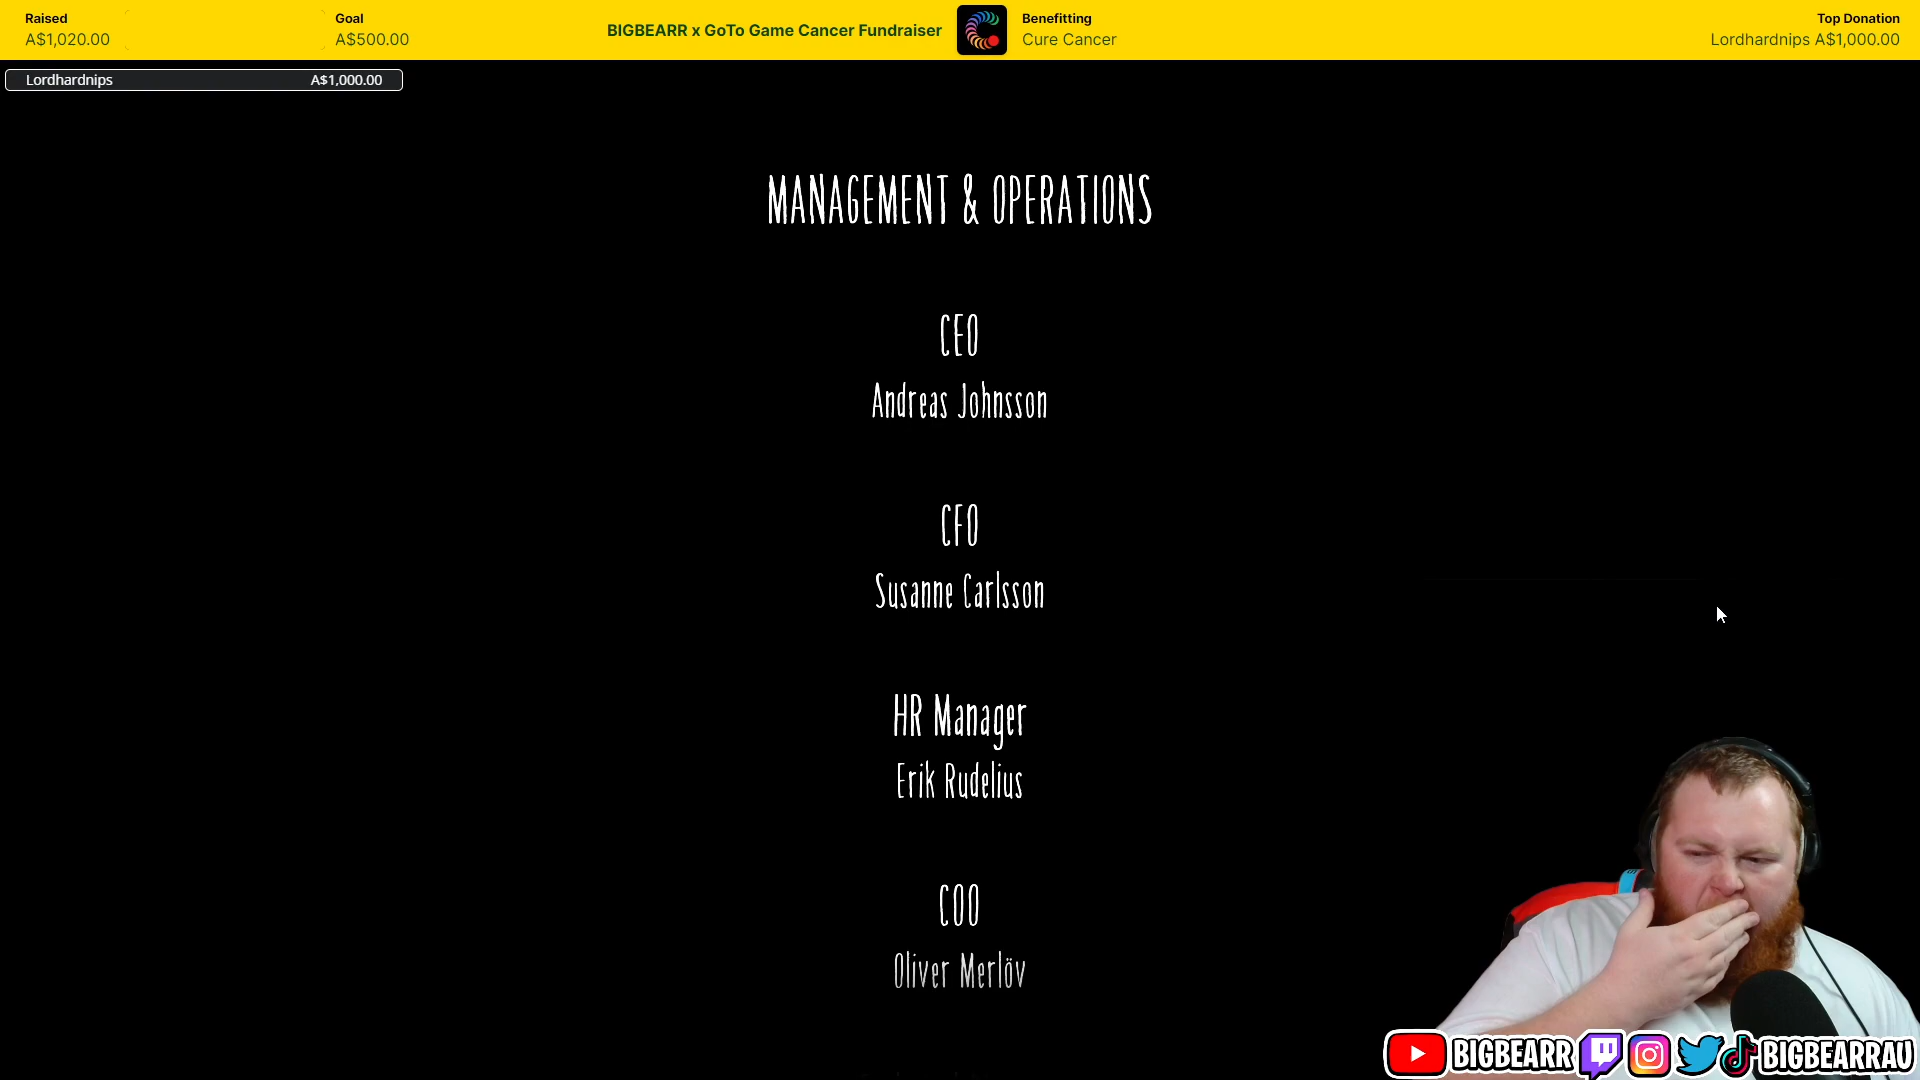 Raised
A$1,020.00
Goal
A$500.00
BIGBEARR x GoTo Game Cancer Fundraiser
Benefitting
Cure Cancer
Top Donation
Lordhardnips A$1,000.00
Lordhardnips A$1,000.00
MANAGEMENT & OPERATIONS
CEO
Andreas Johnsson
CFO
Susanne Carlsson
HR Manager
Erik Rudelius
COO
Oliver Merlöv
BIGBEARR
BIGBEARRAU